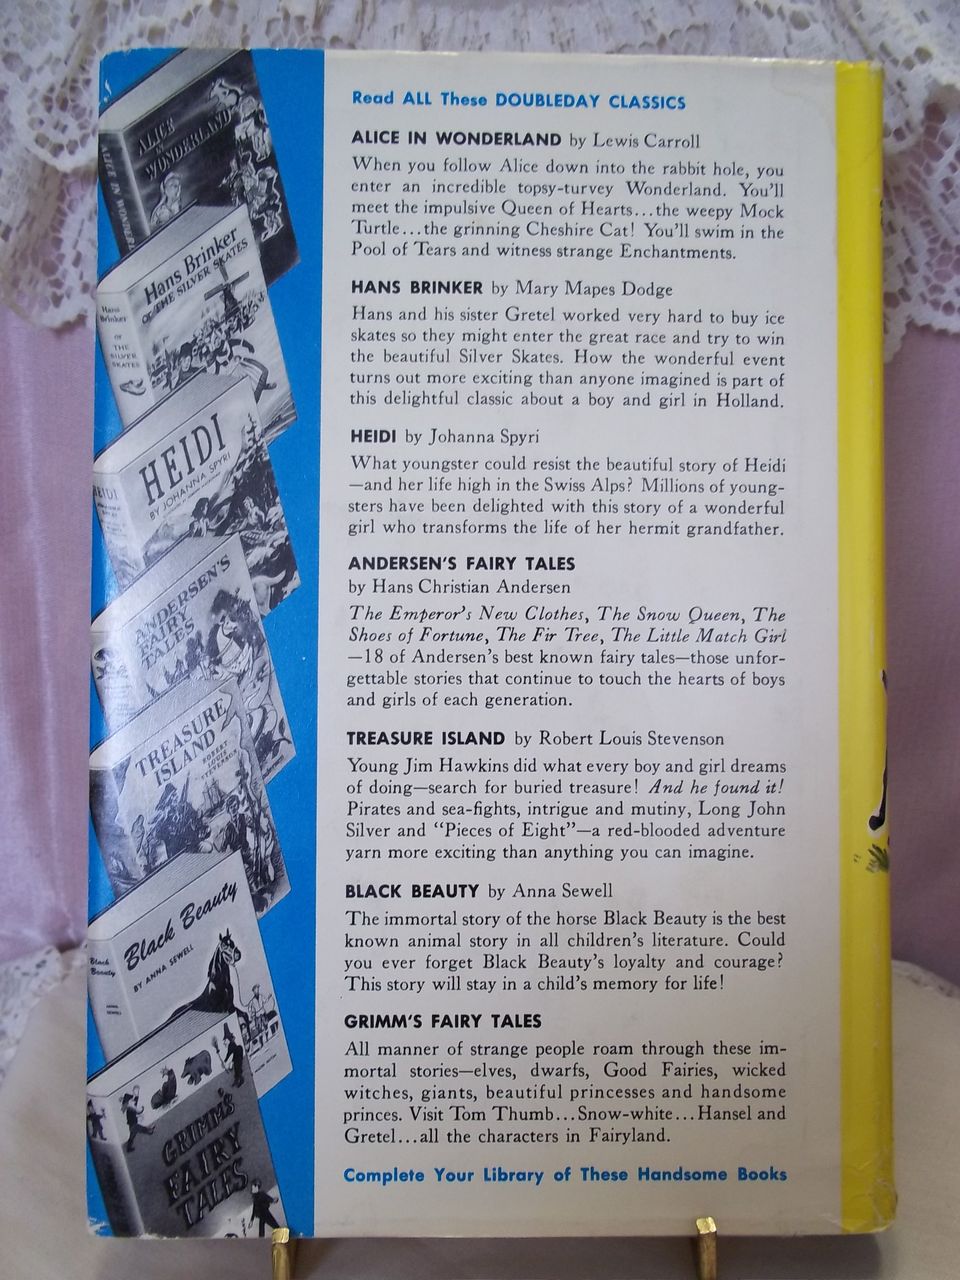 Read ALL These DOUBLEDAY CLASSICS
ALICE IN WONDERLAND by Lewis Carroll
When you follow Alice down into the rabbit hole, you
enter an incredible topsy-turvey Wonderland. You'll
meet the impulsive Queen of Hearts...the weepy Mock
Turtle...the grinning Cheshire Cat! You'll swim in the
Pool of Tears and witness strange Enchantments.
HANS BRINKER by Mary Mapes Dodge
Hans and his sister Gretel worked very hard to buy ice
skates so they might enter the great race and try to win
the beautiful Silver Skates. How the wonderful event
turns out more exciting than anyone imagined is part of
this delightful classic about a boy and girl in Holland.
HEIDI by Johanna Spyri
What youngster could resist the beautiful story of Heidi
—and her life high in the Swiss Alps? Millions of young-
sters have been delighted with this story of a wonderful
girl who transforms the life of her hermit grandfather.
ANDERSEN'S FAIRY TALES
by Hans Christian Andersen
The Emperor's New Clothes, The Snow Queen, The
Shoes of Fortune, The Fir Tree, The Little Match Girl
—18 of Andersen's best known fairy tales—those unfor-
gettable stories that continue to touch the hearts of boys
and girls of each generation.
TREASURE ISLAND by Robert Louis Stevenson
Young Jim Hawkins did what every boy and girl dreams
of doing—search for buried treasure! And he found it!
Pirates and sea-fights, intrigue and mutiny, Long John
Silver and "Pieces of Eight"—a red-blooded adventure
yarn more exciting than anything you can imagine.
BLACK BEAUTY by Anna Sewell
The immortal story of the horse Black Beauty is the best
known animal story in all children's literature. Could
you ever forget Black Beauty's loyalty and courage?
This story will stay in a child's memory for life!
GRIMM'S FAIRY TALES
All manner of strange people roam through these im-
mortal stories—elves, dwarfs, Good Fairies, wicked
witches, giants, beautiful princesses and handsome
princes. Visit Tom Thumb...Snow-white...Hansel and
Gretel...all the characters in Fairyland.
Complete Your Library of These Handsome Books
ALICE
IN
WONDERLAND
ALICE IN WONDERLA
Hans Brinker
OR THE SILVER SKATES
Hans
Brinker
OR
THE
SILVER
SKATES
HEIDI
BY JOHANNA SPYRI
HEIDI
ANDERSEN'S
FAIRY
TALES
TREASURE
ISLAND
ROBERT
LOUIS
STEVENSON
Black Beauty
BY ANNA SEWELL
Black
Beauty
ANNA
SEWELL
GRIMM'S
FAIRY
TALES